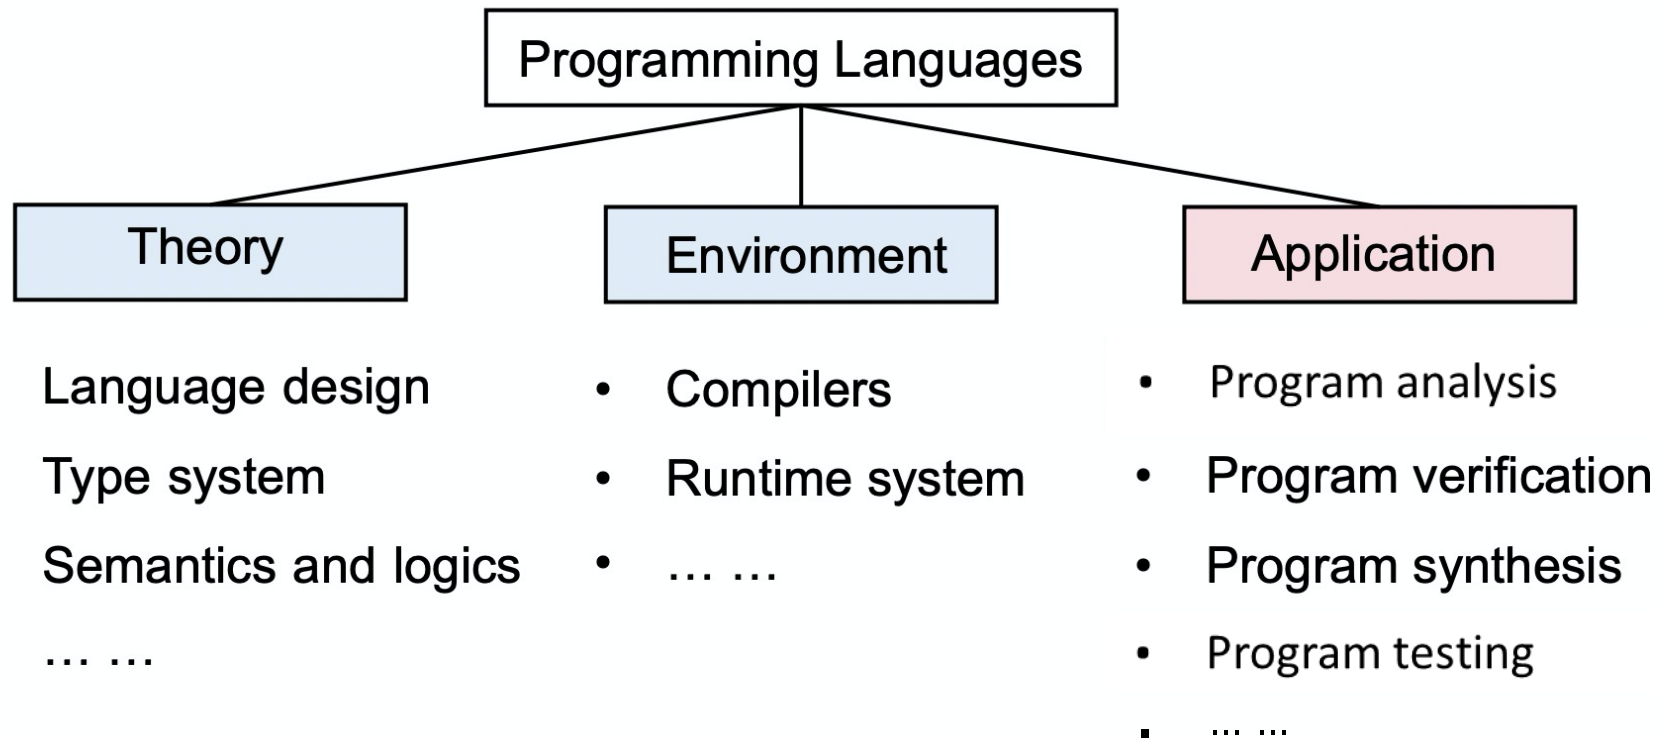 Programming Languages
Theory
Language design
Type system
Semantics and logics
... ...
Environment
• Compilers
• Runtime system
• ... ...
Application
• Program analysis
• Program verification
• Program synthesis
• Program testing
• ... ...